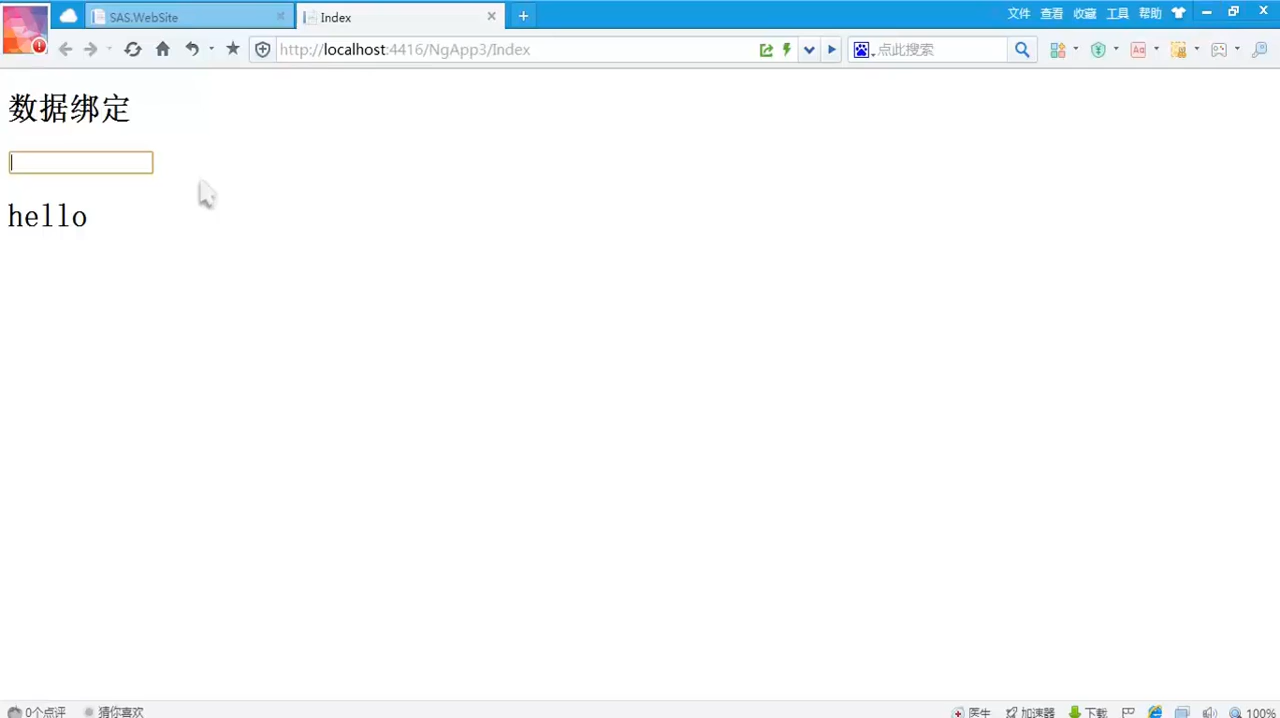 SAS.WebSite
Index
文件 查看 收藏 工具 帮助
http://localhost:4416/NgApp3/Index
点此搜索
数据绑定
hello
0个点评 猜你喜欢
医生 加速器 下载 100%